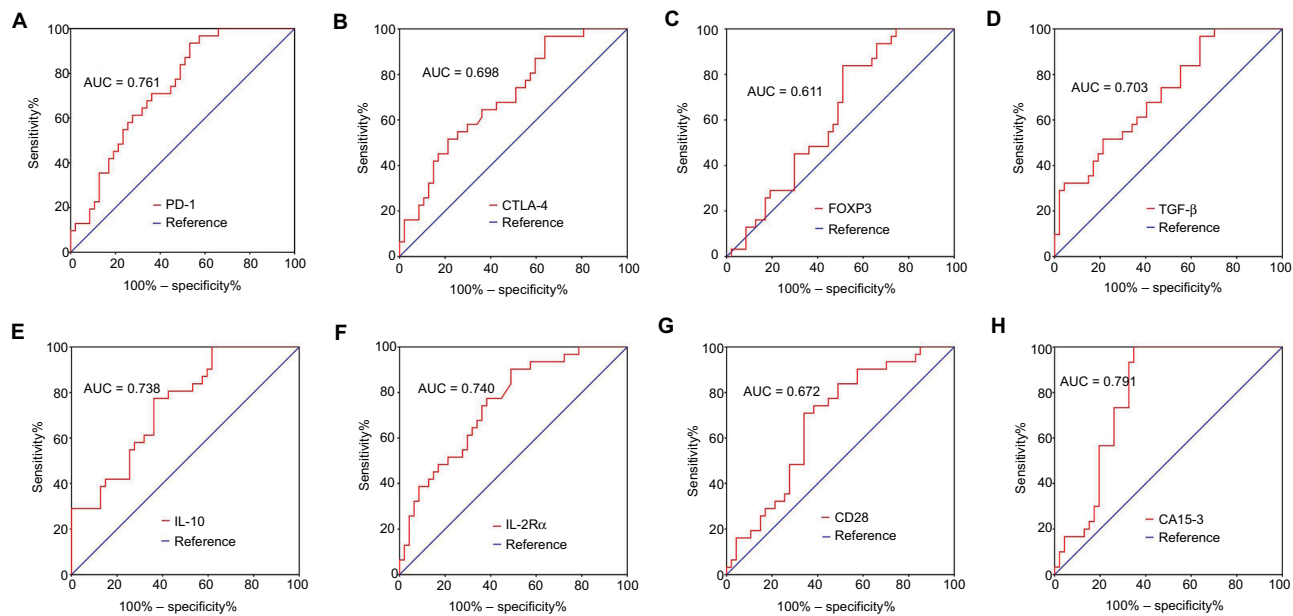 A
100
80
60
40
20
0
Sensitivity%
AUC = 0.761
PD-1
Reference
0 20 40 60 80 100
100% – specificity%
B
100
80
60
40
20
0
Sensitivity%
AUC = 0.698
CTLA-4
Reference
0 20 40 60 80 100
100% – specificity%
C
100
80
60
40
20
0
Sensitivity%
AUC = 0.611
FOXP3
Reference
0 20 40 60 80 100
100% – specificity%
D
100
80
60
40
20
0
Sensitivity%
AUC = 0.703
TGF-β
Reference
0 20 40 60 80 100
100% – specificity%
E
100
80
60
40
20
0
Sensitivity%
AUC = 0.738
IL-10
Reference
0 20 40 60 80 100
100% – specificity%
F
100
80
60
40
20
0
Sensitivity%
AUC = 0.740
IL-2Rα
Reference
0 20 40 60 80 100
100% – specificity%
G
100
80
60
40
20
0
Sensitivity%
AUC = 0.672
CD28
Reference
0 20 40 60 80 100
100% – specificity%
H
100
80
60
40
20
0
Sensitivity%
AUC = 0.791
CA15-3
Reference
0 20 40 60 80 100
100% – specificity%